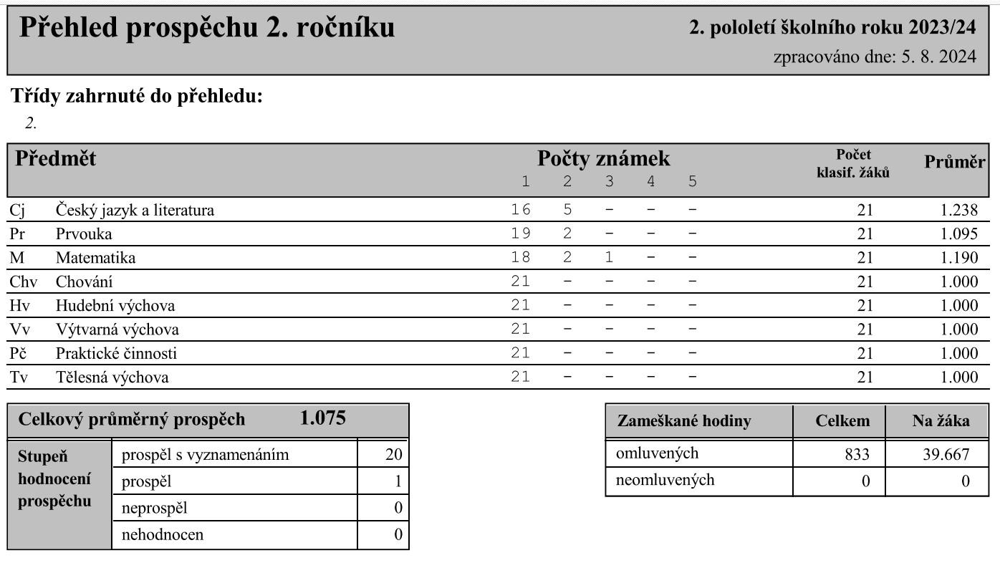 Přehled prospěchu 2. ročníku
2. pololetí školního roku 2023/24
zpracováno dne: 5. 8. 2024
Třídy zahrnuté do přehledu:
2.
Předmět Počty známek Počet klasif. žáků Průměr
1 2 3 4 5
Cj Český jazyk a literatura 16 5 - - - 21 1.238
Pr Prvouka 19 2 - - - 21 1.095
M Matematika 18 2 1 - - 21 1.190
Chv Chování 21 - - - - 21 1.000
Hv Hudební výchova 21 - - - - 21 1.000
Vv Výtvarná výchova 21 - - - - 21 1.000
Pč Praktické činnosti 21 - - - - 21 1.000
Tv Tělesná výchova 21 - - - - 21 1.000
Celkový průměrný prospěch 1.075
Stupeň hodnocení prospěchu
prospěl s vyznamenáním 20
prospěl 1
neprospěl 0
nehodnocen 0
Zameškané hodiny Celkem Na žáka
omluvených 833 39.667
neomluvených 0 0